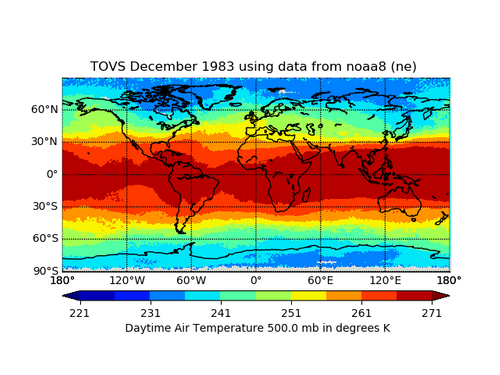 TOVS December 1983 using data from noaa8 (ne)
60°N
30°N
0°
30°S
60°S
90°S
180° 120°W 60°W 0° 60°E 120°E 180°
221 231 241 251 261 271
Daytime Air Temperature 500.0 mb in degrees K